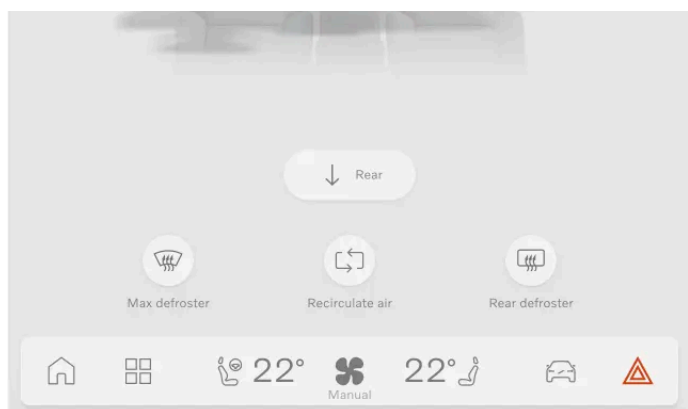 Rear
Max defroster
Recirculate air
Rear defroster
22°
22°
Manual